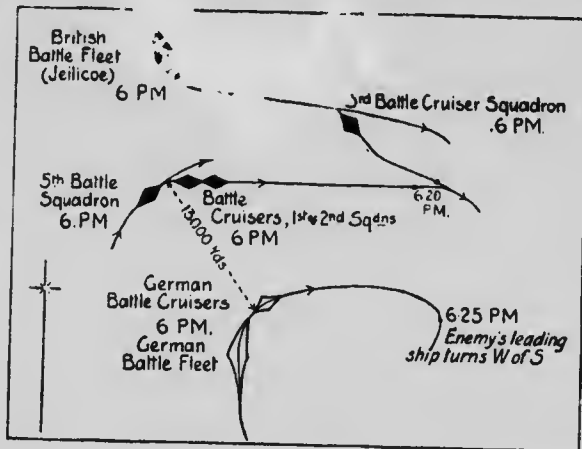 British
Battle Fleet
(Jellicoe)
6 PM
3rd Battle Cruiser Squadron
.6 PM.
5th Battle
Squadron
6. PM.
Battle
Cruisers, 1st & 2nd Sqdns
6 PM
6·20
PM.
13000 Yds
German
Battle Cruisers
6 PM.
German
Battle Fleet
6·25 PM
Enemy's leading
ship turns W of S